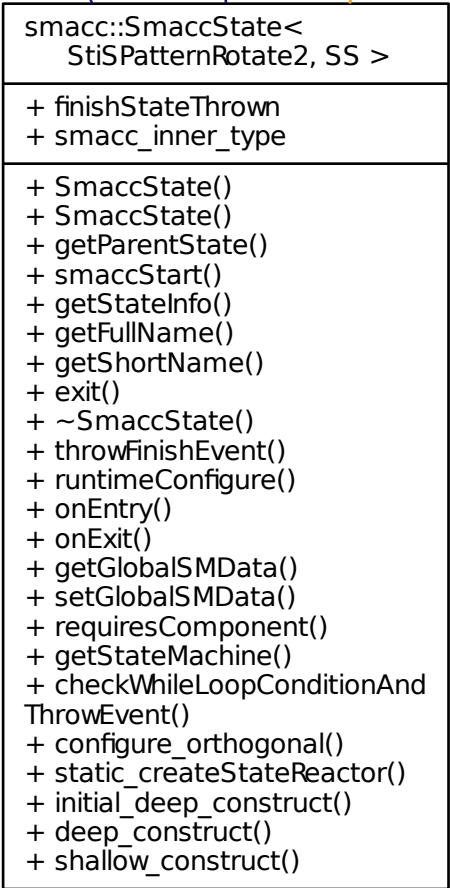 smacc::SmaccState<
StiSPatternRotate2, SS >
+ finishStateThrown
+ smacc_inner_type
+ SmaccState()
+ SmaccState()
+ getParentState()
+ smaccStart()
+ getStateInfo()
+ getFullName()
+ getShortName()
+ exit()
+ ~SmaccState()
+ throwFinishEvent()
+ runtimeConfigure()
+ onEntry()
+ onExit()
+ getGlobalSMData()
+ setGlobalSMData()
+ requiresComponent()
+ getStateMachine()
+ checkWhileLoopConditionAnd
ThrowEvent()
+ configure_orthogonal()
+ static_createStateReactor()
+ initial_deep_construct()
+ deep_construct()
+ shallow_construct()